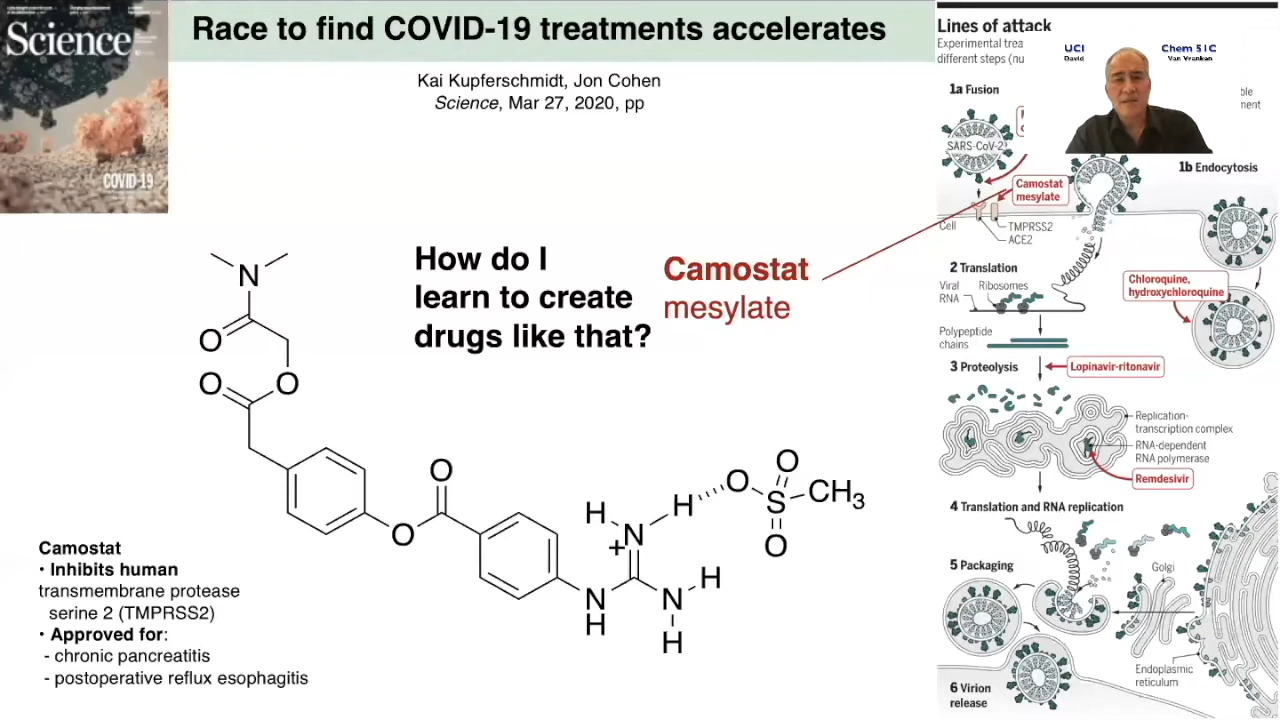 Science
COVID-19
Race to find COVID-19 treatments accelerates
Kai Kupferschmidt, Jon Cohen
Science, Mar 27, 2020, pp
How do I
learn to create
drugs like that?
Camostat
mesylate
N
O
O
O
O
O
H
N
+
H
O
O
S
CH3
O
N
H
N
H
H
Camostat
• Inhibits human
transmembrane protease
serine 2 (TMPRSS2)
• Approved for:
- chronic pancreatitis
- postoperative reflux esophagitis
Lines of attack
Experimental trea
different steps (nu
ble
ment
UCI
David
Chem 51C
Van Vranken
1a Fusion
SARS-CoV-2
1b Endocytosis
Camostat
mesylate
Cell
TMPRSS2
ACE2
2 Translation
Viral
RNA
Ribosomes
Chloroquine,
hydroxychloroquine
Polypeptide
chains
3 Proteolysis
Lopinavir-ritonavir
Replication-
transcription complex
RNA-dependent
RNA polymerase
Remdesivir
4 Translation and RNA replication
5 Packaging
Golgi
Endoplasmic
reticulum
6 Virion
release